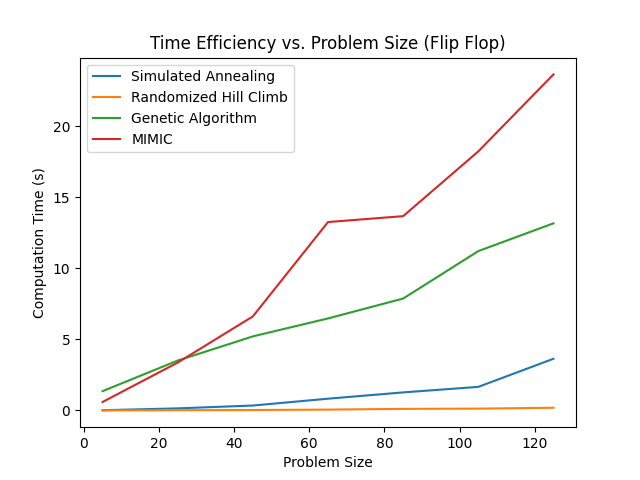 Time Efficiency vs. Problem Size (Flip Flop)
Simulated Annealing
Randomized Hill Climb
Genetic Algorithm
MIMIC
Computation Time (s)
20
15
10
5
0
0 20 40 60 80 100 120
Problem Size